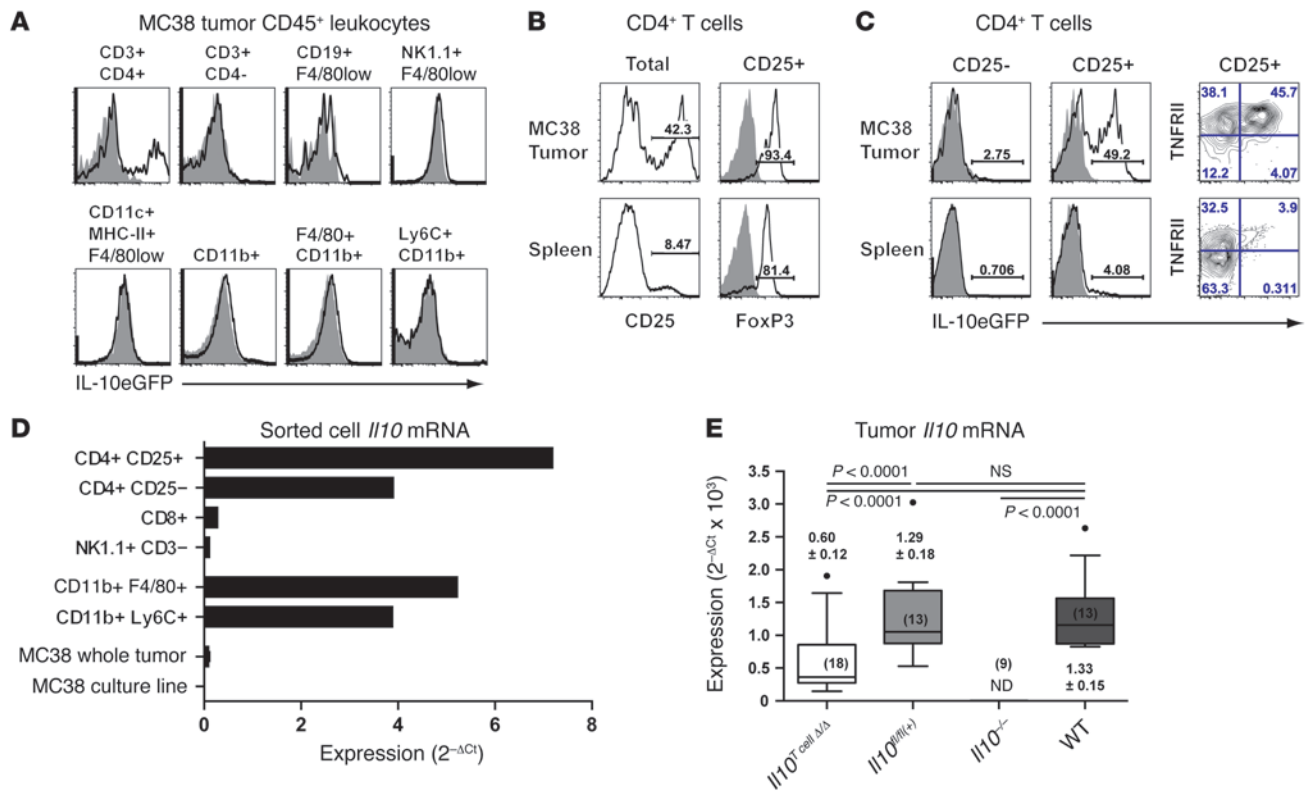 A
MC38 tumor CD45⁺ leukocytes
CD3+
CD4+
CD3+
CD4-
CD19+
F4/80low
NK1.1+
F4/80low
CD11c+
MHC-II+
F4/80low
CD11b+
F4/80+
CD11b+
Ly6C+
CD11b+
IL-10eGFP
B
CD4⁺ T cells
Total
CD25+
MC38
Tumor
42.3
93.4
Spleen
8.47
81.4
CD25
FoxP3
C
CD4⁺ T cells
CD25-
CD25+
CD25+
MC38
Tumor
2.75
49.2
TNFRII
38.1
45.7
12.2
4.07
Spleen
0.706
4.08
TNFRII
32.5
3.9
63.3
0.311
IL-10eGFP
D
Sorted cell Il10 mRNA
CD4+ CD25+
CD4+ CD25−
CD8+
NK1.1+ CD3−
CD11b+ F4/80+
CD11b+ Ly6C+
MC38 whole tumor
MC38 culture line
0 2 4 6 8
Expression (2⁻ΔCt)
E
Tumor Il10 mRNA
Expression (2⁻ΔCt x 10³)
3.5
3.0
2.5
2.0
1.5
1.0
0.5
0
P < 0.0001
NS
P < 0.0001
P < 0.0001
0.60
± 0.12
(18)
1.29
± 0.18
(13)
(9)
ND
(13)
1.33
± 0.15
Il10T cell Δ/Δ
Il10fl/fl(+)
Il10−/−
WT